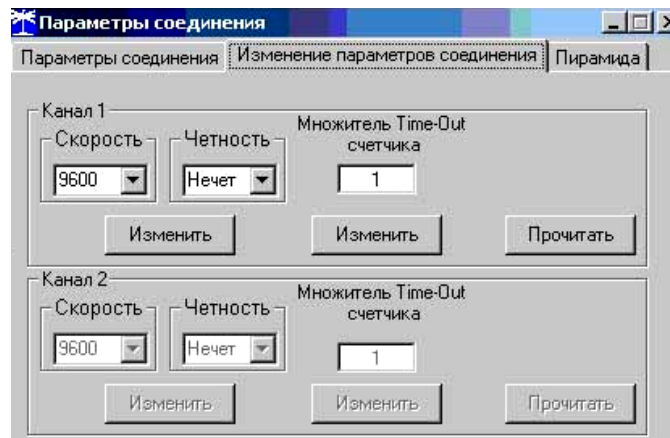 Параметры соединения
Параметры соединения Изменение параметров соединения Пирамида
Канал 1
Скорость Четность Множитель Time-Out
счетчика
9600 Нечет 1
Изменить Изменить Прочитать
Канал 2
Скорость Четность Множитель Time-Out
счетчика
9600 Нечет 1
Изменить Изменить Прочитать